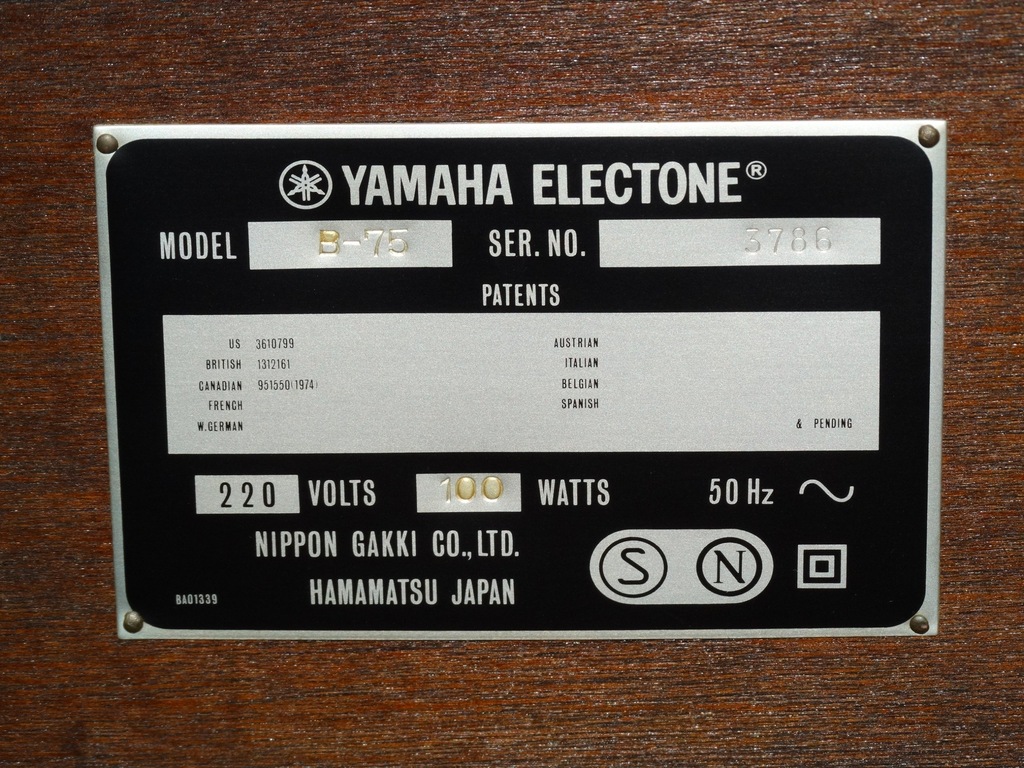 YAMAHA ELECTONE®
MODEL B-75 SER. NO. 3786
PATENTS
US 3610799 AUSTRIAN
BRITISH 1312161 ITALIAN
CANADIAN 951550(1974) BELGIAN
FRENCH SPANISH
W.GERMAN & PENDING
220 VOLTS 100 WATTS 50 Hz
NIPPON GAKKI CO., LTD.
S N
HAMAMATSU JAPAN
BA01339